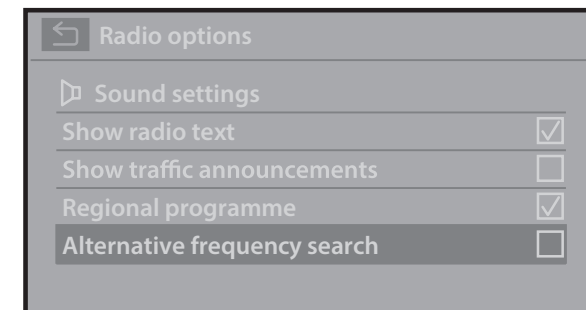 Radio options
Sound settings
Show radio text
Show traffic announcements
Regional programme
Alternative frequency search